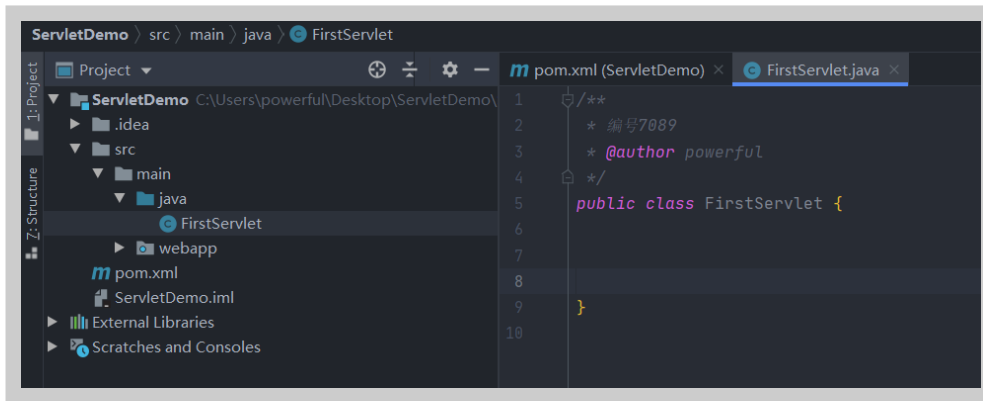 ServletDemo 〉 src 〉 main 〉 java 〉 FirstServlet
1: Project
Z: Structure
Project
ServletDemo C:\Users\powerful\Desktop\ServletDemo\
.idea
src
main
java
FirstServlet
webapp
pom.xml
ServletDemo.iml
External Libraries
Scratches and Consoles
pom.xml (ServletDemo) × FirstServlet.java ×
1 /**
2 * 编号7089
3 * @author powerful
4 */
5 public class FirstServlet {
6
7
8
9 }
10